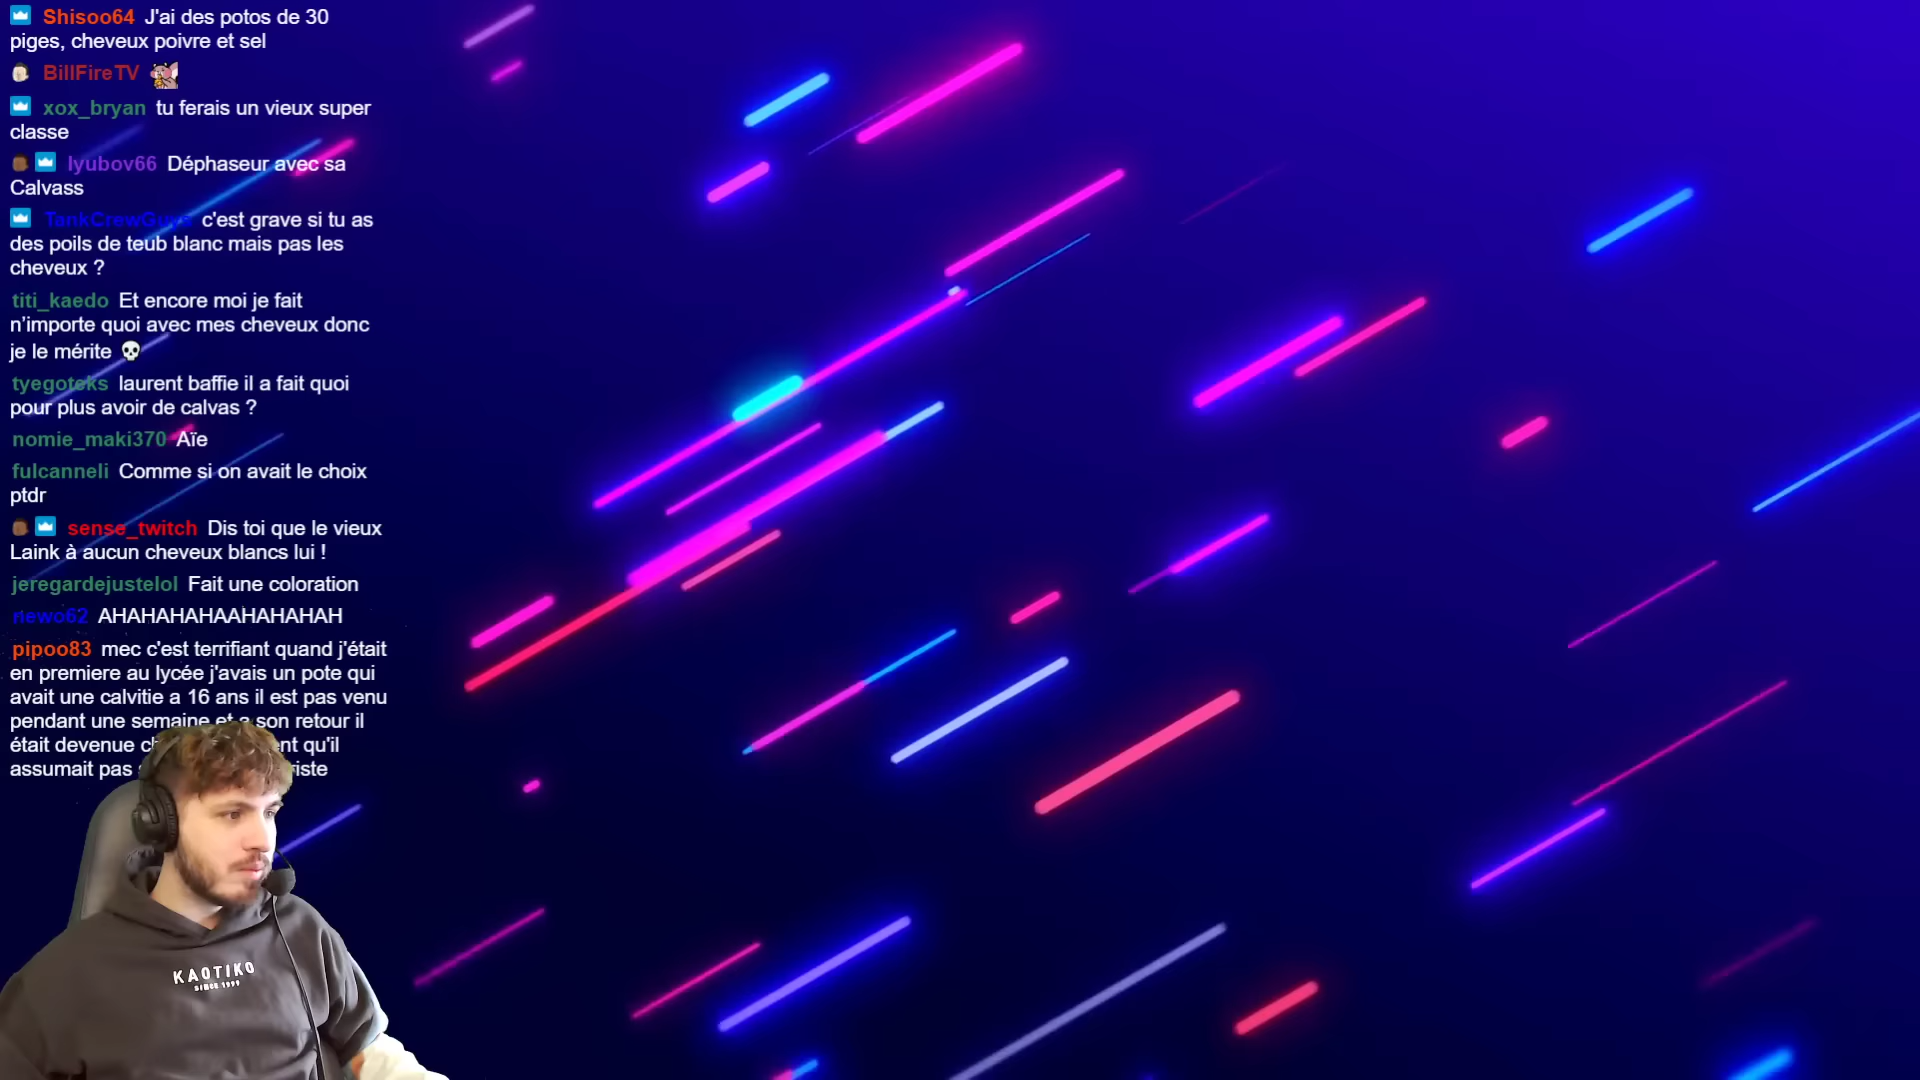 Shisoo64 J'ai des potos de 30
piges, cheveux poivre et sel
BillFireTV
xox_bryan tu ferais un vieux super
classe
lyubov66 Déphaseur avec sa
Calvass
TankCrewGuys c'est grave si tu as
des poils de teub blanc mais pas les
cheveux ?
titi_kaedo Et encore moi je fait
n’importe quoi avec mes cheveux donc
je le mérite 💀
tyegoteks laurent baffie il a fait quoi
pour plus avoir de calvas ?
nomie_maki370 Aïe
fulcanneli Comme si on avait le choix
ptdr
sense_twitch Dis toi que le vieux
Laink à aucun cheveux blancs lui !
jeregardejustelol Fait une coloration
newo62 AHAHAHAHAAHAHAHAH
pipoo83 mec c'est terrifiant quand j'était
en premiere au lycée j'avais un pote qui
avait une calvitie a 16 ans il est pas venu
pendant une semaine et a son retour il
était devenue qu'il
assumait pas
KAOTIKO
SINCE 1999